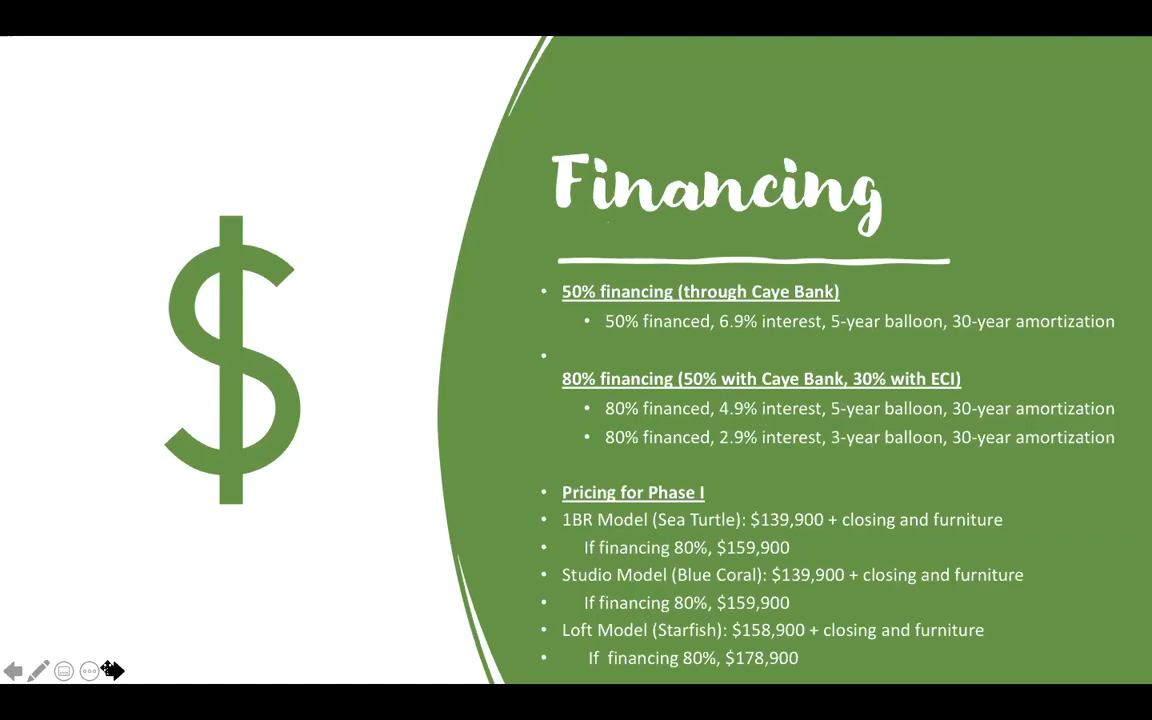 Financing
• 50% financing (through Caye Bank)
• 50% financed, 6.9% interest, 5-year balloon, 30-year amortization
•
80% financing (50% with Caye Bank, 30% with ECI)
• 80% financed, 4.9% interest, 5-year balloon, 30-year amortization
• 80% financed, 2.9% interest, 3-year balloon, 30-year amortization
• Pricing for Phase I
• 1BR Model (Sea Turtle): $139,900 + closing and furniture
• If financing 80%, $159,900
• Studio Model (Blue Coral): $139,900 + closing and furniture
• If financing 80%, $159,900
• Loft Model (Starfish): $158,900 + closing and furniture
• If financing 80%, $178,900